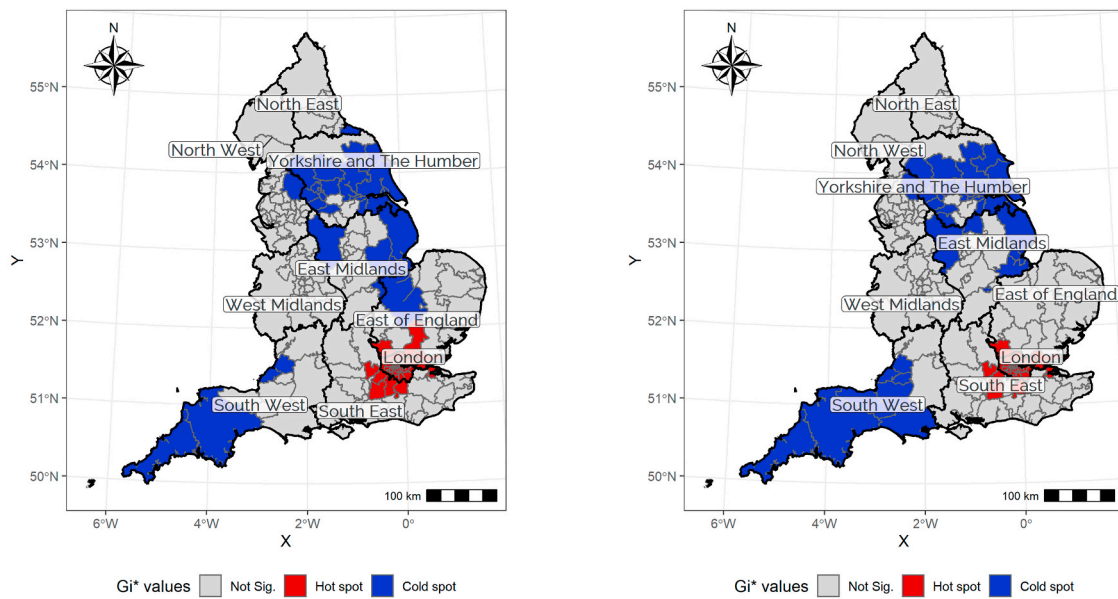 N
55°N
54°N
53°N
52°N
51°N
50°N
Y
North East
North West
Yorkshire and The Humber
East Midlands
West Midlands
East of England
London
South West
South East
100 km
6°W
4°W
2°W
0°
X
Gi* values Not Sig. Hot spot Cold spot
N
55°N
54°N
53°N
52°N
51°N
50°N
Y
North East
North West
Yorkshire and The Humber
East Midlands
West Midlands
East of England
London
South East
South West
100 km
6°W
4°W
2°W
0°
X
Gi* values Not Sig. Hot spot Cold spot